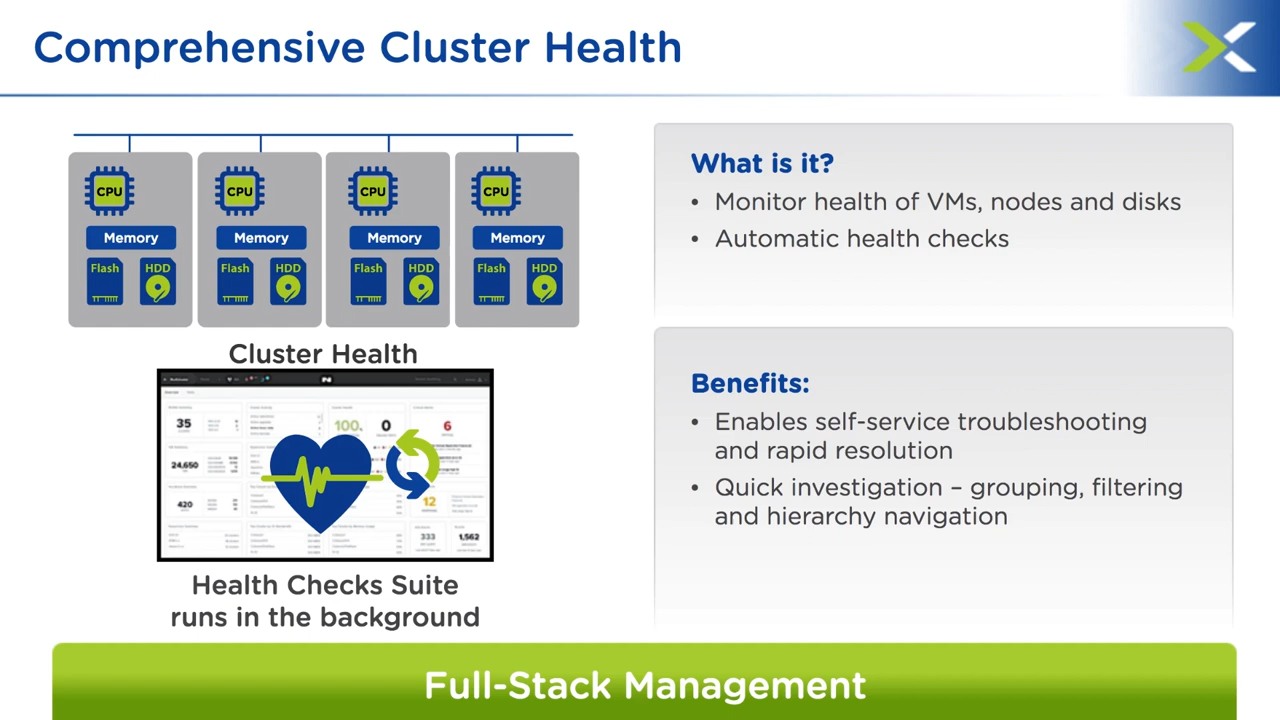 Comprehensive Cluster Health
CPU CPU CPU CPU
Memory Memory Memory Memory
Flash HDD Flash HDD Flash HDD Flash HDD
Cluster Health
35
100
0
6
24,650
12
420
333
1,562
Health Checks Suite
runs in the background
What is it?
• Monitor health of VMs, nodes and disks
• Automatic health checks
Benefits:
• Enables self-service troubleshooting
and rapid resolution
• Quick investigation – grouping, filtering
and hierarchy navigation
Full-Stack Management